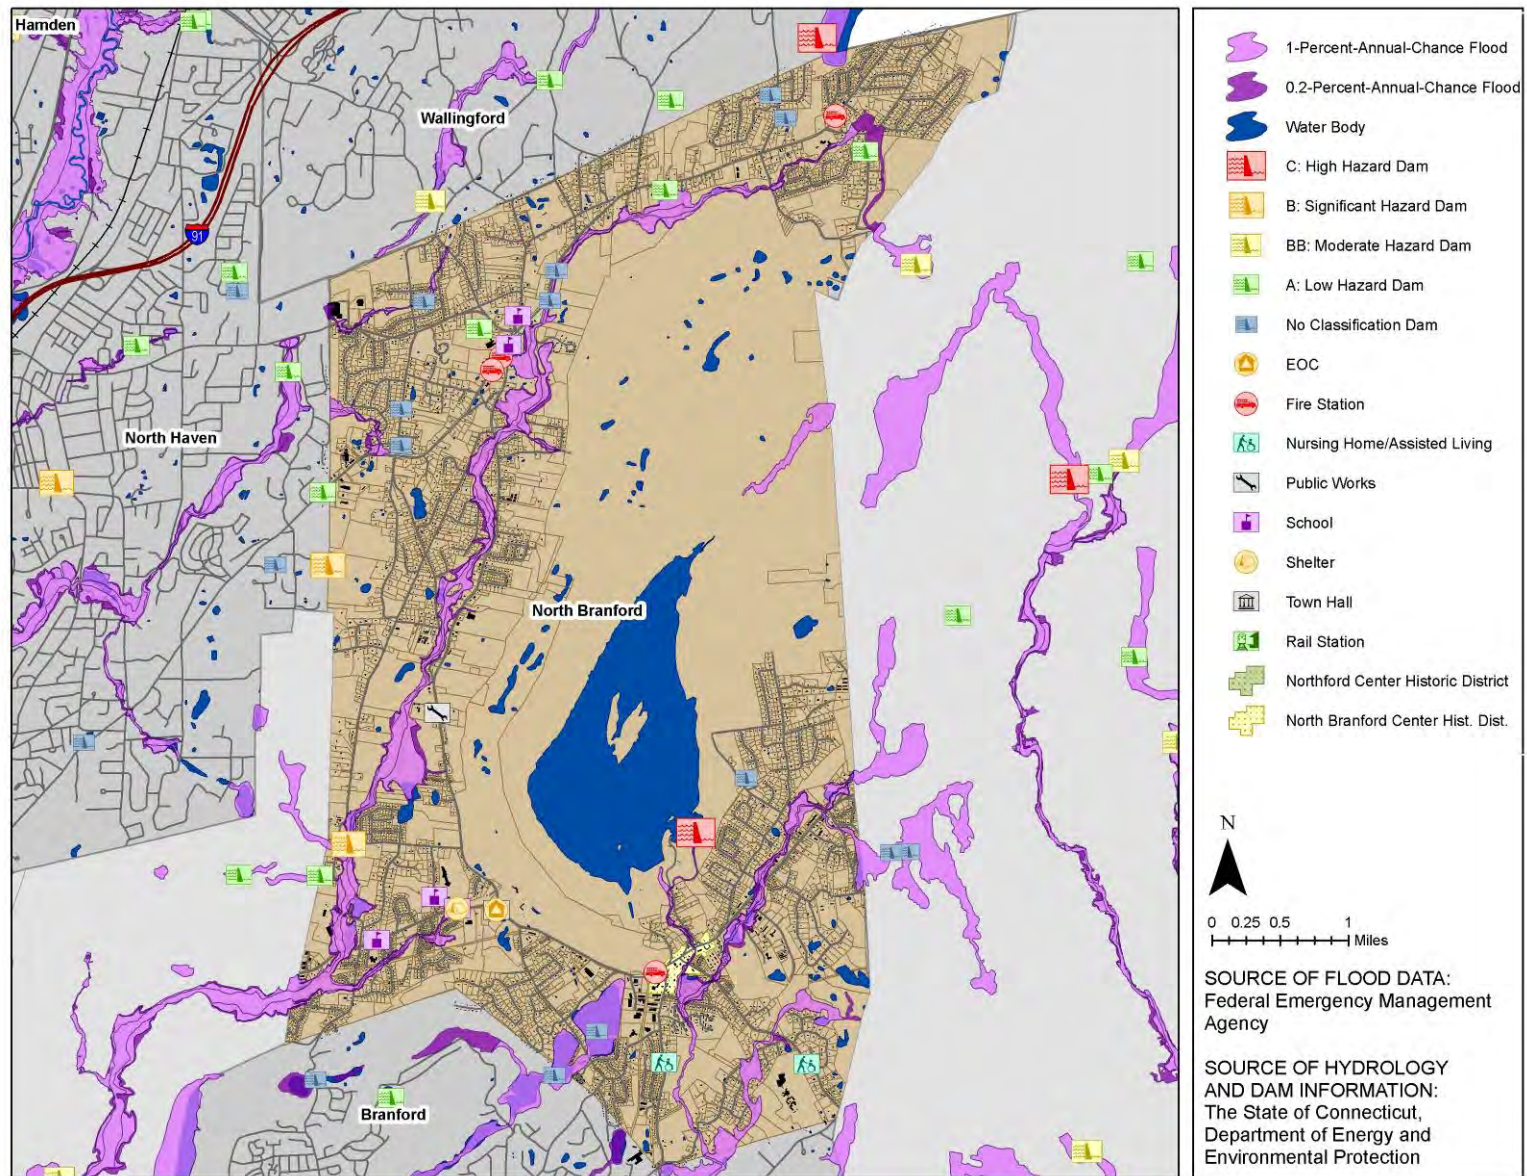 Hamden
Wallingford
91
North Haven
North Branford
Branford
1-Percent-Annual-Chance Flood
0.2-Percent-Annual-Chance Flood
Water Body
C: High Hazard Dam
B: Significant Hazard Dam
BB: Moderate Hazard Dam
A: Low Hazard Dam
No Classification Dam
EOC
Fire Station
Nursing Home/Assisted Living
Public Works
School
Shelter
Town Hall
Rail Station
Northford Center Historic District
North Branford Center Hist. Dist.
N
0 0.25 0.5 1
Miles
SOURCE OF FLOOD DATA:
Federal Emergency Management
Agency
SOURCE OF HYDROLOGY
AND DAM INFORMATION:
The State of Connecticut,
Department of Energy and
Environmental Protection